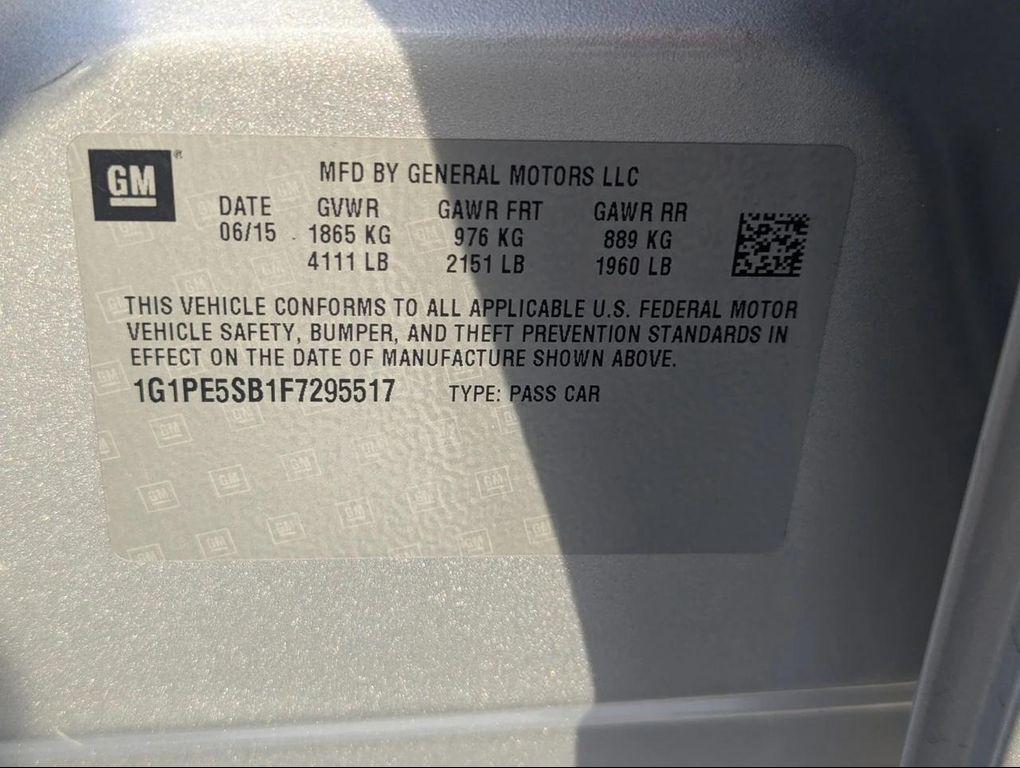 GM
MFD BY GENERAL MOTORS LLC
DATE GVWR GAWR FRT GAWR RR
06/15 1865 KG 976 KG 889 KG
4111 LB 2151 LB 1960 LB
THIS VEHICLE CONFORMS TO ALL APPLICABLE U.S. FEDERAL MOTOR
VEHICLE SAFETY, BUMPER, AND THEFT PREVENTION STANDARDS IN
EFFECT ON THE DATE OF MANUFACTURE SHOWN ABOVE.
1G1PE5SB1F7295517 TYPE: PASS CAR